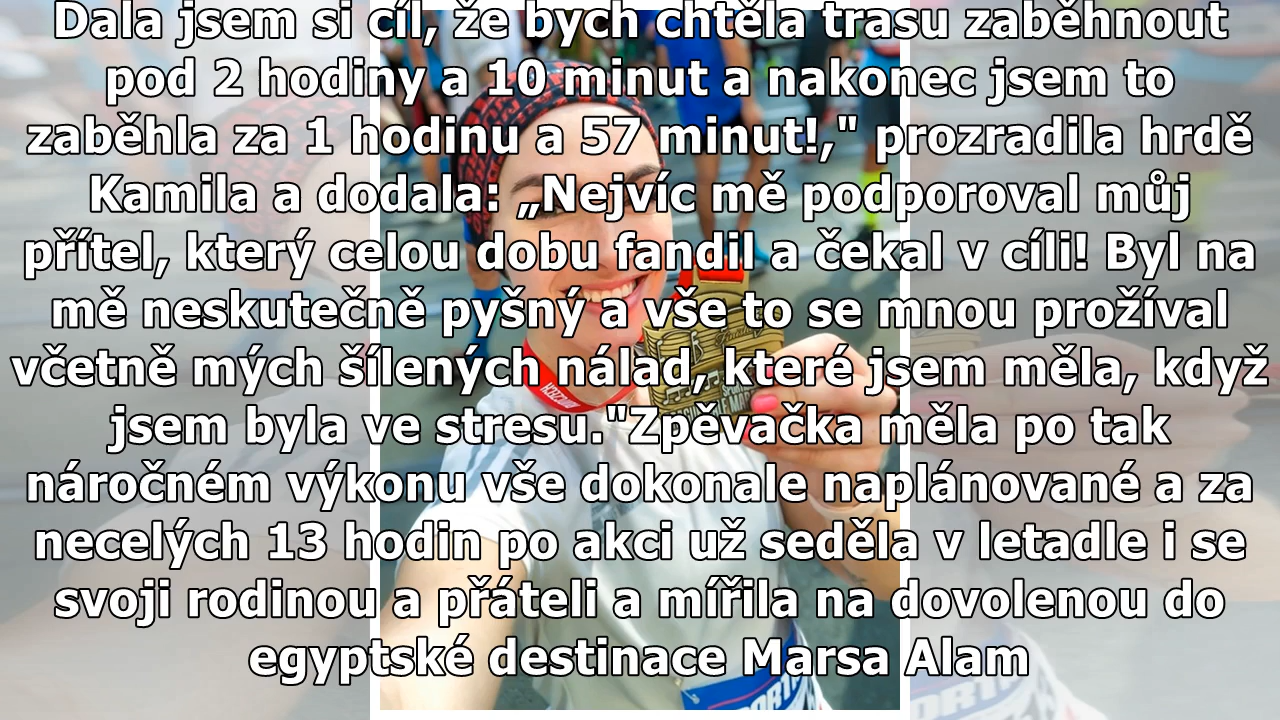 Dala jsem si cíl, že bych chtěla trasu zaběhnout
pod 2 hodiny a 10 minut a nakonec jsem to
zaběhla za 1 hodinu a 57 minut!," prozradila hrdě
Kamila a dodala: „Nejvíc mě podporoval můj
přítel, který celou dobu fandil a čekal v cíli! Byl na
mě neskutečně pyšný a vše to se mnou prožíval
včetně mých šílených nálad, které jsem měla, když
jsem byla ve stresu."Zpěvačka měla po tak
náročném výkonu vše dokonale naplánované a za
necelých 13 hodin po akci už seděla v letadle i se
svoji rodinou a přáteli a mířila na dovolenou do
egyptské destinace Marsa Alam